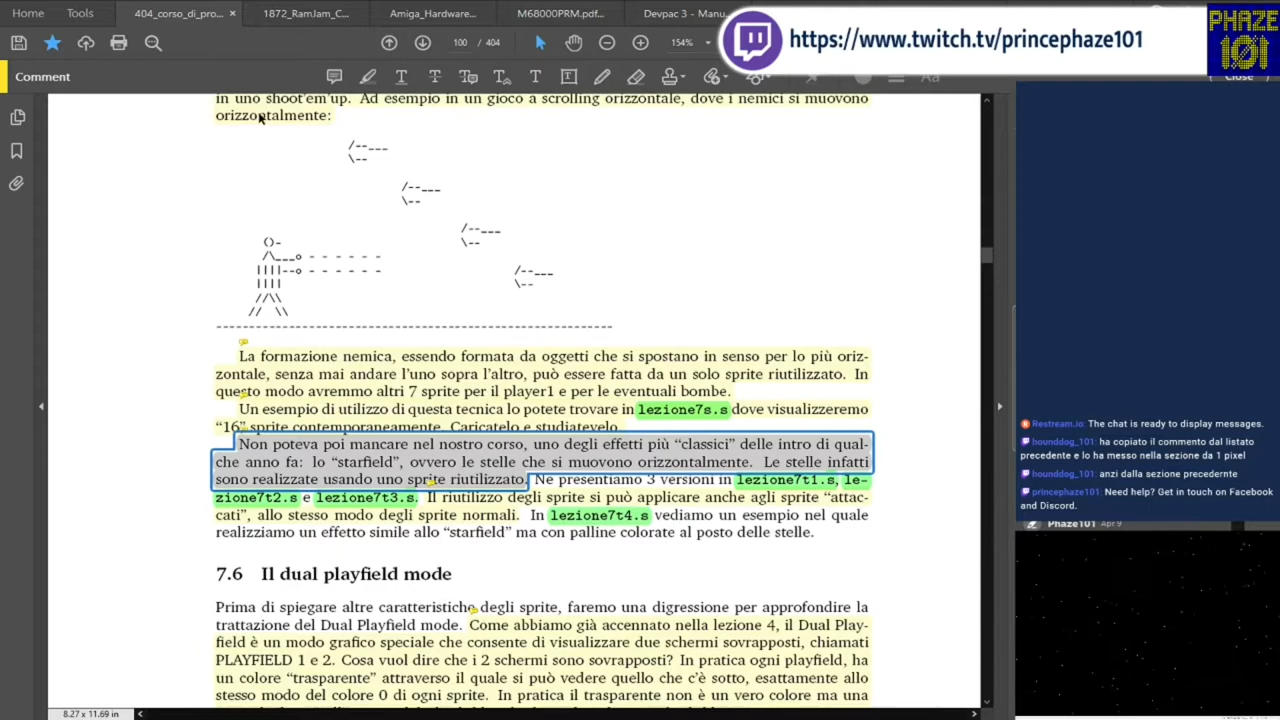 Home
Tools
404_corso_di_pro...
1872_RamJam_C...
Amiga_Hardware...
M68000PRM.pdf...
Devpac 3 - Manu...
https://www.twitch.tv/princephaze101
PHAZE
101
100 / 404
154%
Comment
Close
in uno shoot'em'up. Ad esempio in un gioco a scrolling orizzontale, dove i nemici si muovono
orizzontalmente:
/--___
\--
/--___
\--
/--___
\--
()-
/\___o - - - - - -
||||--o - - - - - -
/--___
||||
\--
//\\
// \\
-------------------------------------------------------
La formazione nemica, essendo formata da oggetti che si spostano in senso per lo più oriz-
zontale, senza mai andare l'uno sopra l'altro, può essere fatta da un solo sprite riutilizzato. In
questo modo avremmo altri 7 sprite per il player1 e per le eventuali bombe.
Un esempio di utilizzo di questa tecnica lo potete trovare in lezione7s.s dove visualizzeremo
“16” sprite contemporaneamente. Caricatelo e studiatevelo.
Non poteva poi mancare nel nostro corso, uno degli effetti più “classici” delle intro di qual-
che anno fa: lo “starfield”, ovvero le stelle che si muovono orizzontalmente. Le stelle infatti
sono realizzate usando uno sprite riutilizzato. Ne presentiamo 3 versioni in lezione7t1.s, le-
zione7t2.s e lezione7t3.s. Il riutilizzo degli sprite si può applicare anche agli sprite “attac-
cati”, allo stesso modo degli sprite normali. In lezione7t4.s vediamo un esempio nel quale
realizziamo un effetto simile allo “starfield” ma con palline colorate al posto delle stelle.
7.6 Il dual playfield mode
Prima di spiegare altre caratteristiche degli sprite, faremo una digressione per approfondire la
trattazione del Dual Playfield mode. Come abbiamo già accennato nella lezione 4, il Dual Play-
field è un modo grafico speciale che consente di visualizzare due schermi sovrapposti, chiamati
PLAYFIELD 1 e 2. Cosa vuol dire che i 2 schermi sono sovrapposti? In pratica ogni playfield, ha
un colore “trasparente” attraverso il quale si può vedere quello che c'è sotto, esattamente allo
stesso modo del colore 0 di ogni sprite. In pratica il trasparente non è un vero colore ma una
8.27 x 11.69 in
Restream.io: The chat is ready to display messages.
hounddog_101: ha copiato il commento dal listato
precedente e lo ha messo nella sezione da 1 pixel
hounddog_101: anzi dalla sezione precedernte
princephaze101: Need help? Get in touch on Facebook
and Discord.
Phaze101 Apr 9